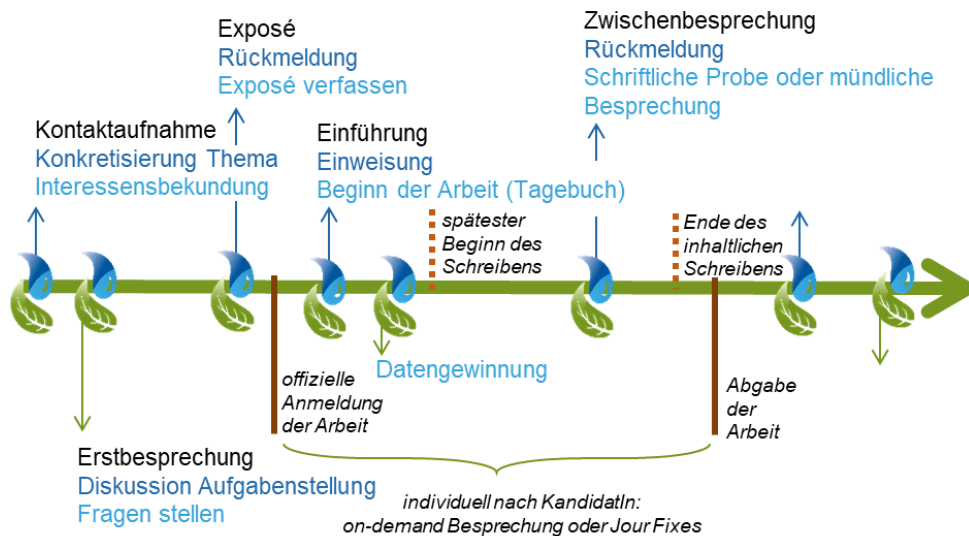 Exposé
Rückmeldung
Exposé verfassen
Zwischenbesprechung
Rückmeldung
Schriftliche Probe oder mündliche
Besprechung
Kontaktaufnahme
Konkretisierung Thema
Interessensbekundung
Einführung
Einweisung
Beginn der Arbeit (Tagebuch)
spätester
Beginn des
Schreibens
Ende des
inhaltlichen
Schreibens
Datengewinnung
offizielle
Anmeldung
der Arbeit
Abgabe
der
Arbeit
Erstbesprechung
Diskussion Aufgabenstellung
Fragen stellen
individuell nach KandidatIn:
on-demand Besprechung oder Jour Fixes